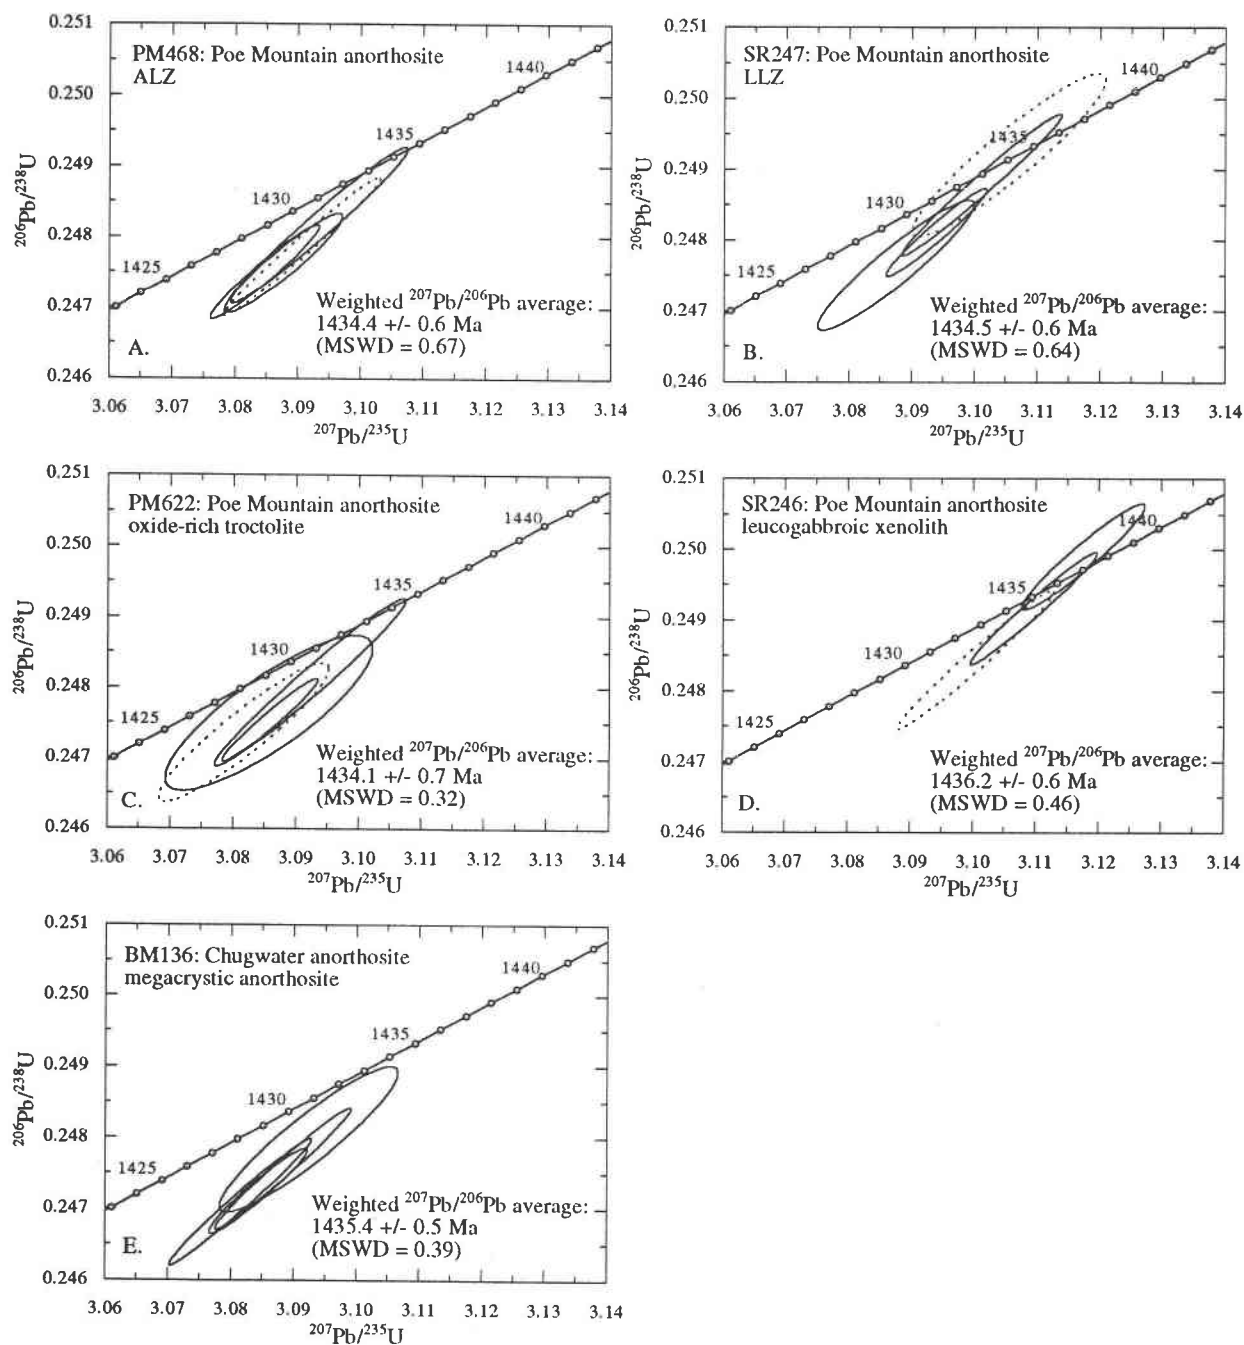 PM468: Poe Mountain anorthosite
ALZ
0.251
0.250
0.249
0.248
0.247
0.246
²⁰⁶Pb/²³⁸U
1440
1435
1430
1425
Weighted ²⁰⁷Pb/²⁰⁶Pb average:
1434.4 +/- 0.6 Ma
(MSWD = 0.67)
A.
3.06 3.07 3.08 3.09 3.10 3.11 3.12 3.13 3.14
²⁰⁷Pb/²³⁵U
SR247: Poe Mountain anorthosite
LLZ
0.251
0.250
0.249
0.248
0.247
0.246
²⁰⁶Pb/²³⁸U
1440
1435
1430
1425
Weighted ²⁰⁷Pb/²⁰⁶Pb average:
1434.5 +/- 0.6 Ma
(MSWD = 0.64)
B.
3.06 3.07 3.08 3.09 3.10 3.11 3.12 3.13 3.14
²⁰⁷Pb/²³⁵U
PM622: Poe Mountain anorthosite
oxide-rich troctolite
0.251
0.250
0.249
0.248
0.247
0.246
²⁰⁶Pb/²³⁸U
1440
1435
1430
1425
Weighted ²⁰⁷Pb/²⁰⁶Pb average:
1434.1 +/- 0.7 Ma
(MSWD = 0.32)
C.
3.06 3.07 3.08 3.09 3.10 3.11 3.12 3.13 3.14
²⁰⁷Pb/²³⁵U
SR246: Poe Mountain anorthosite
leucogabbroic xenolith
0.251
0.250
0.249
0.248
0.247
0.246
²⁰⁶Pb/²³⁸U
1440
1435
1430
1425
Weighted ²⁰⁷Pb/²⁰⁶Pb average:
1436.2 +/- 0.6 Ma
(MSWD = 0.46)
D.
3.06 3.07 3.08 3.09 3.10 3.11 3.12 3.13 3.14
²⁰⁷Pb/²³⁵U
BM136: Chugwater anorthosite
megacrystic anorthosite
0.251
0.250
0.249
0.248
0.247
0.246
²⁰⁶Pb/²³⁸U
1440
1435
1430
1425
Weighted ²⁰⁷Pb/²⁰⁶Pb average:
1435.4 +/- 0.5 Ma
(MSWD = 0.39)
E.
3.06 3.07 3.08 3.09 3.10 3.11 3.12 3.13 3.14
²⁰⁷Pb/²³⁵U